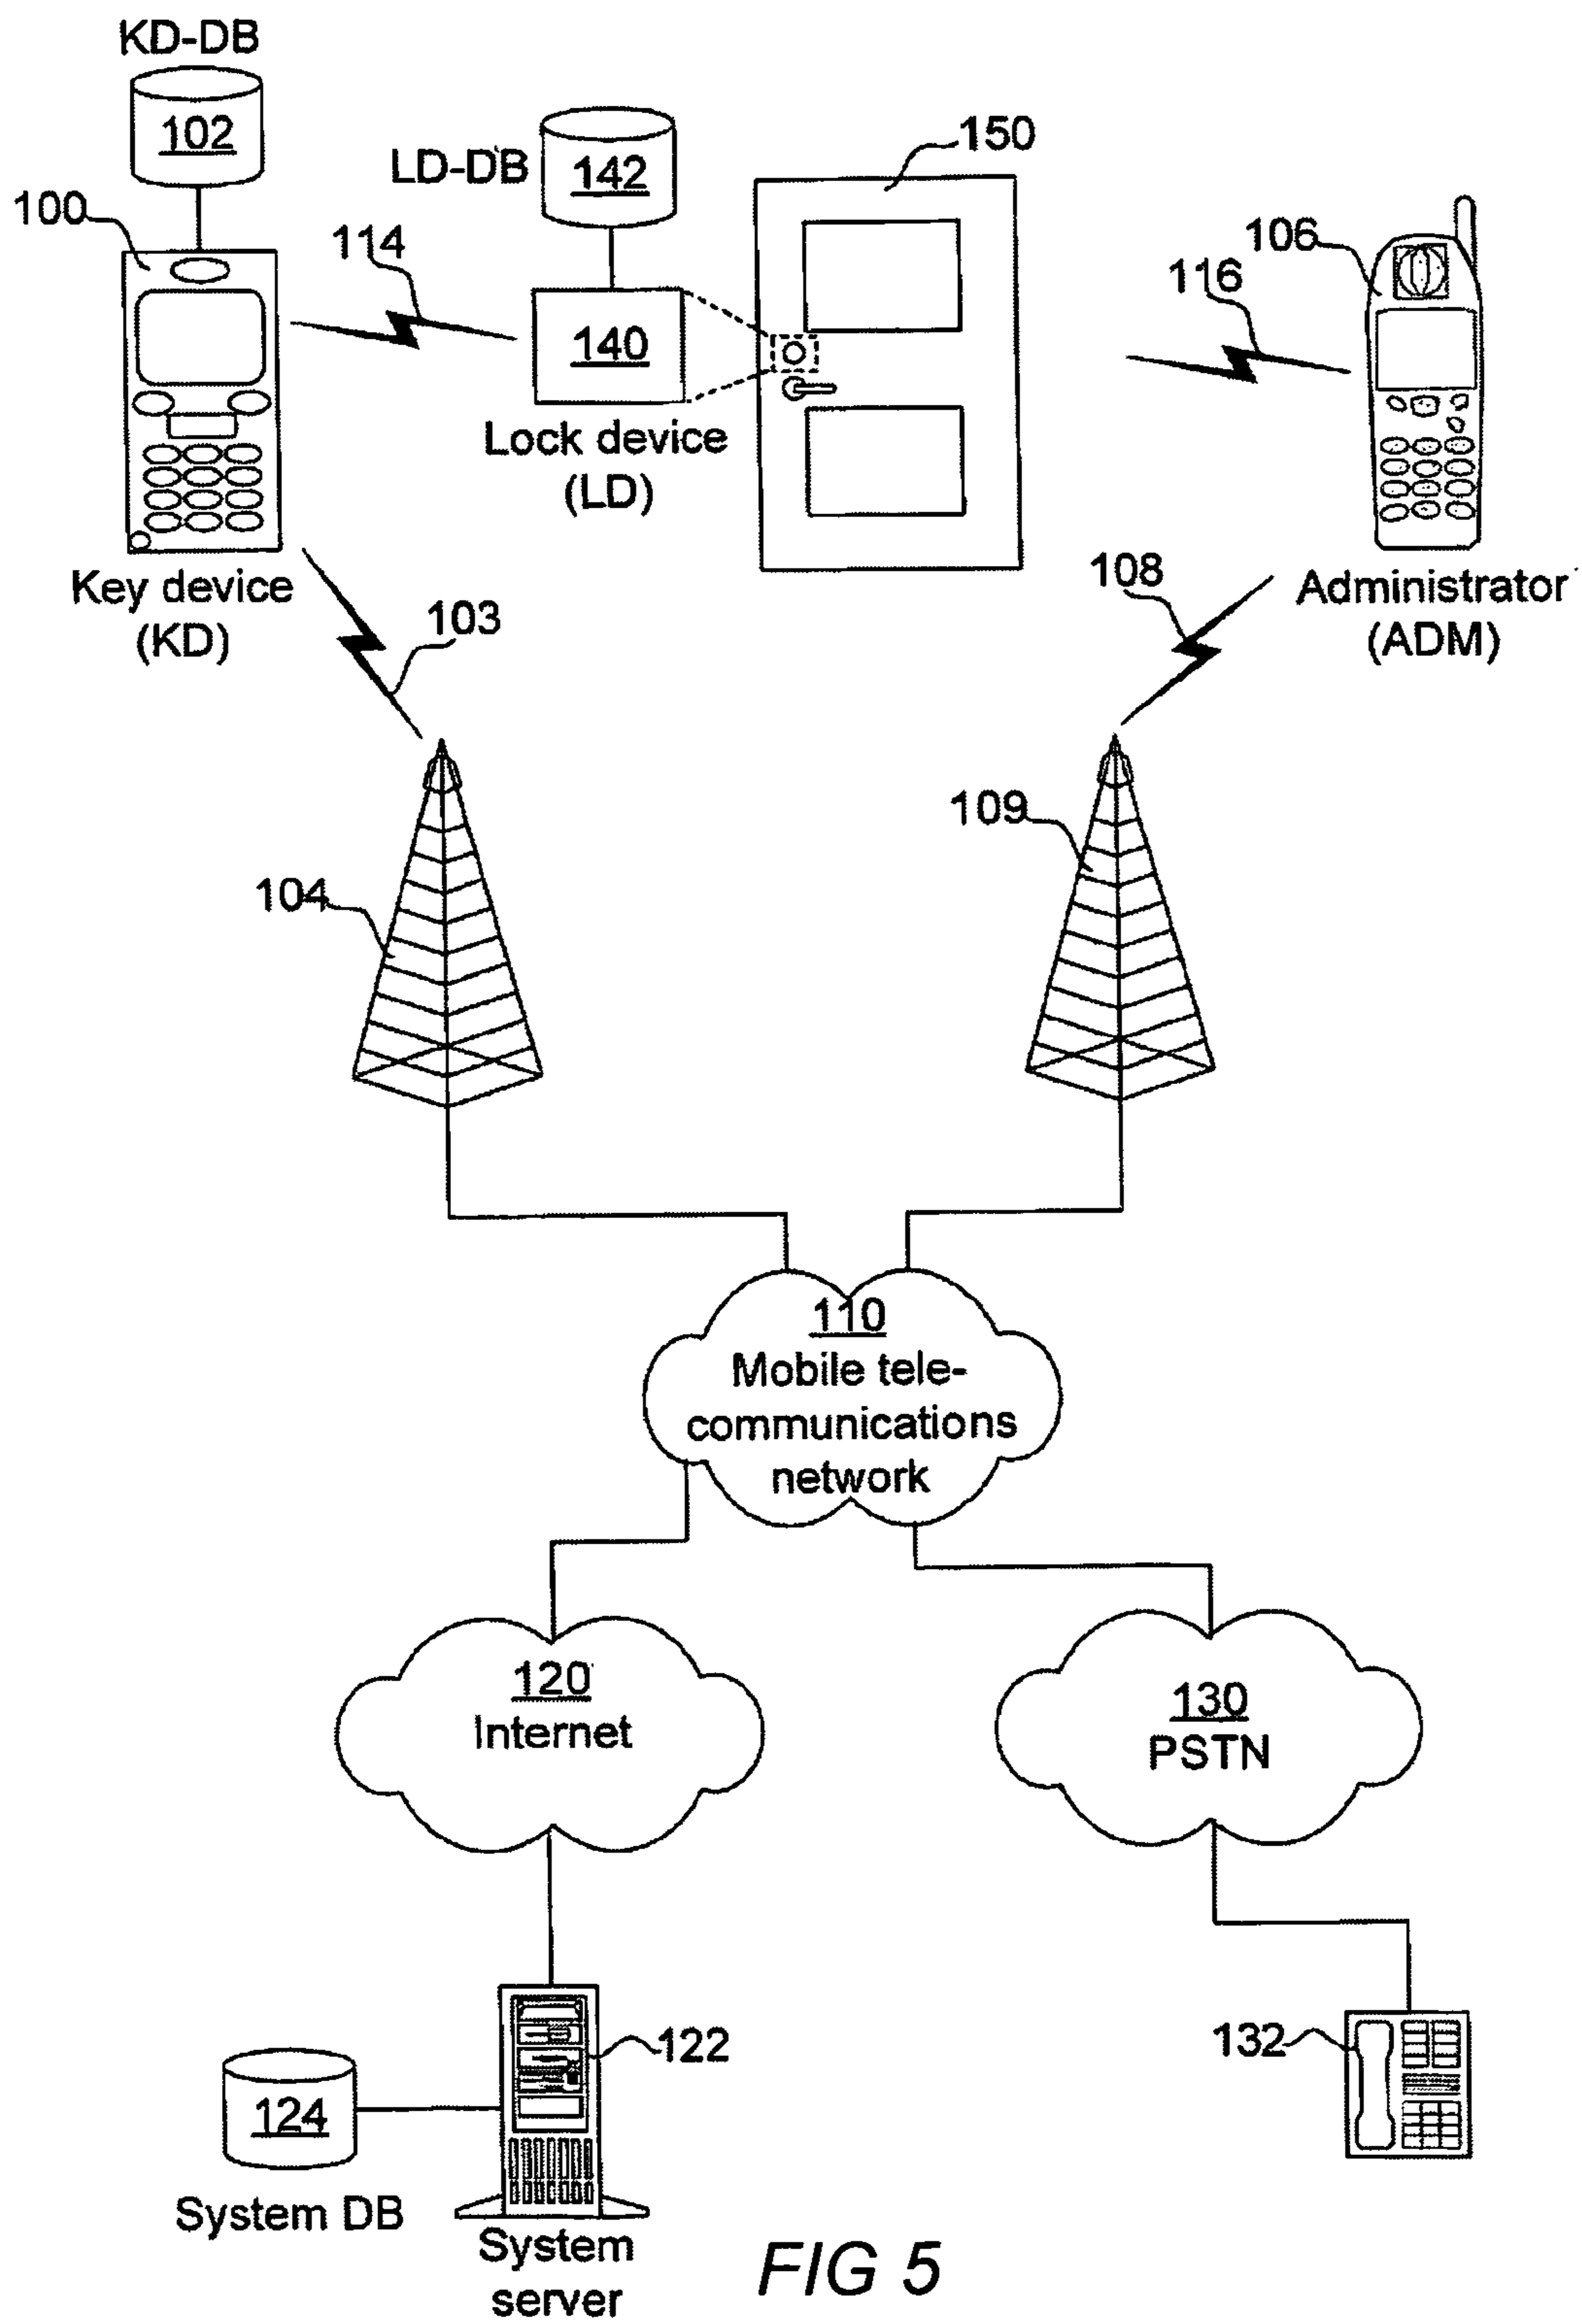 KD-DB
102
100
114
LD-DB
142
150
140
Lock device
(LD)
106
116
Key device
(KD)
103
108
Administrator
(ADM)
104
109
110
Mobile tele-
communications
network
120
Internet
130
PSTN
122
124
System DB
System
server
132
FIG 5